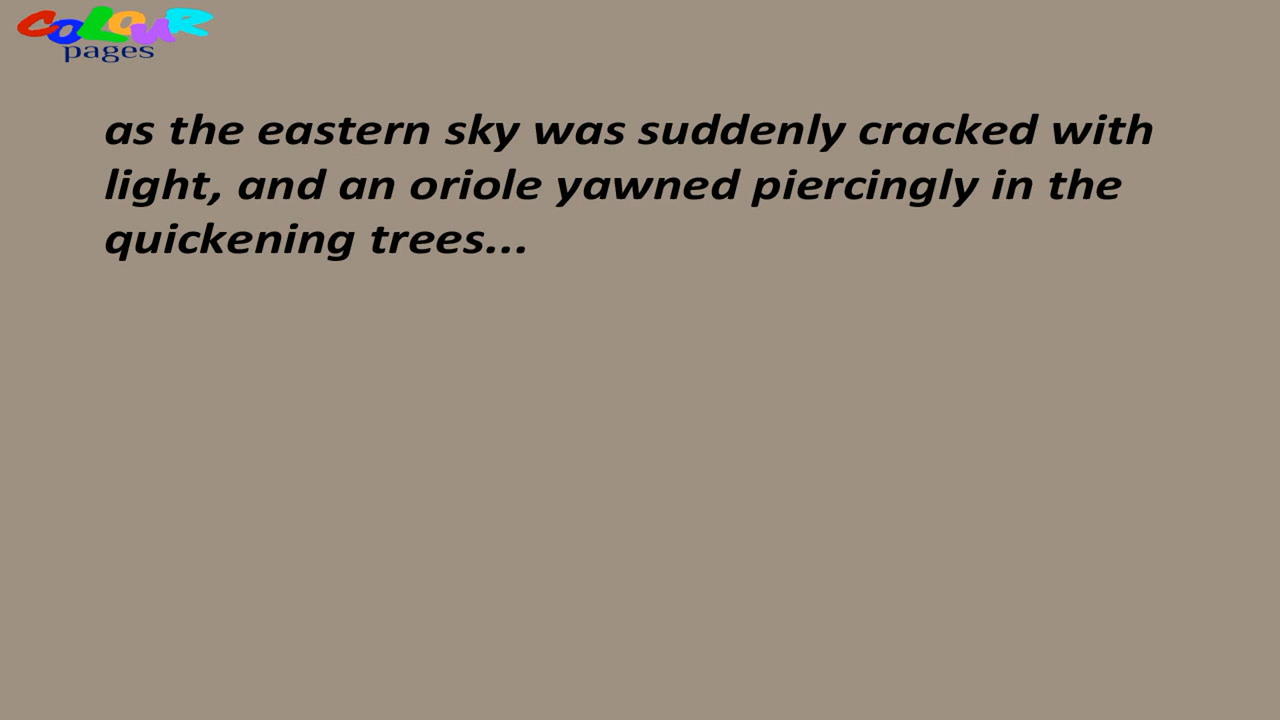 COLOUR
pages
as the eastern sky was suddenly cracked with
light, and an oriole yawned piercingly in the
quickening trees...